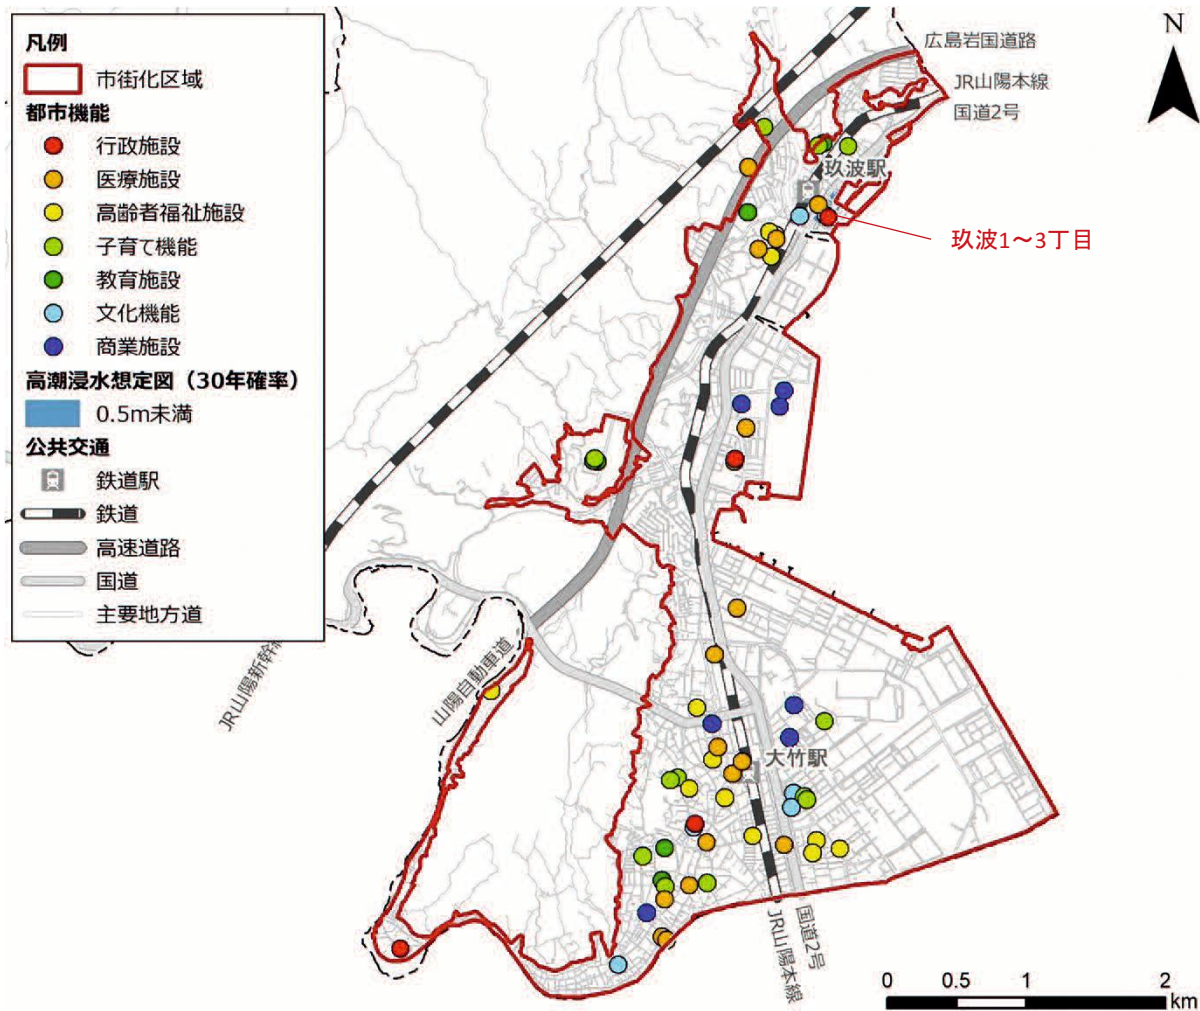 凡例
市街化区域
都市機能
行政施設
医療施設
高齢者福祉施設
子育て機能
教育施設
文化機能
商業施設
高潮浸水想定図（30年確率）
0.5m未満
公共交通
鉄道駅
鉄道
高速道路
国道
主要地方道
広島岩国道路
JR山陽本線
国道2号
N
玖波駅
玖波1～3丁目
山陽自動車道
JR山陽新幹線
大竹駅
JR山陽本線
国道2号
0 0.5 1 2
km